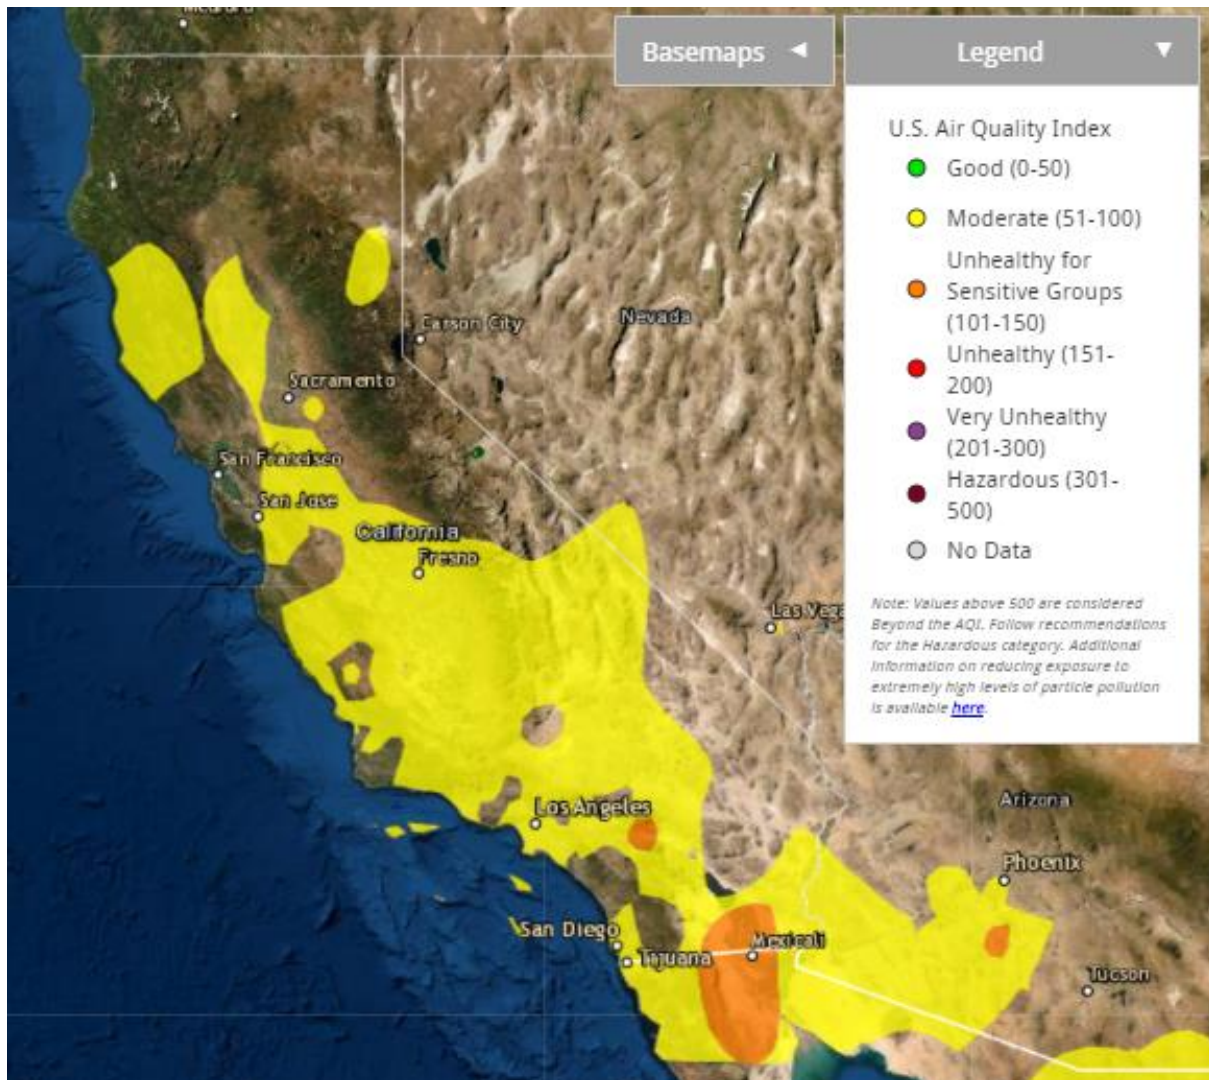 Medford
Basemaps
Legend
U.S. Air Quality Index
Good (0-50)
Moderate (51-100)
Unhealthy for
Sensitive Groups
(101-150)
Unhealthy (151-
200)
Very Unhealthy
(201-300)
Hazardous (301-
500)
No Data
Note: Values above 500 are considered
Beyond the AQI. Follow recommendations
for the Hazardous category. Additional
information on reducing exposure to
extremely high levels of particle pollution
is available here.
Carson City
Nevada
Sacramento
San Francisco
San Jose
California
Fresno
Las Vega
Los Angeles
Arizona
Phoenix
San Diego
Mexicali
Tijuana
Tucson